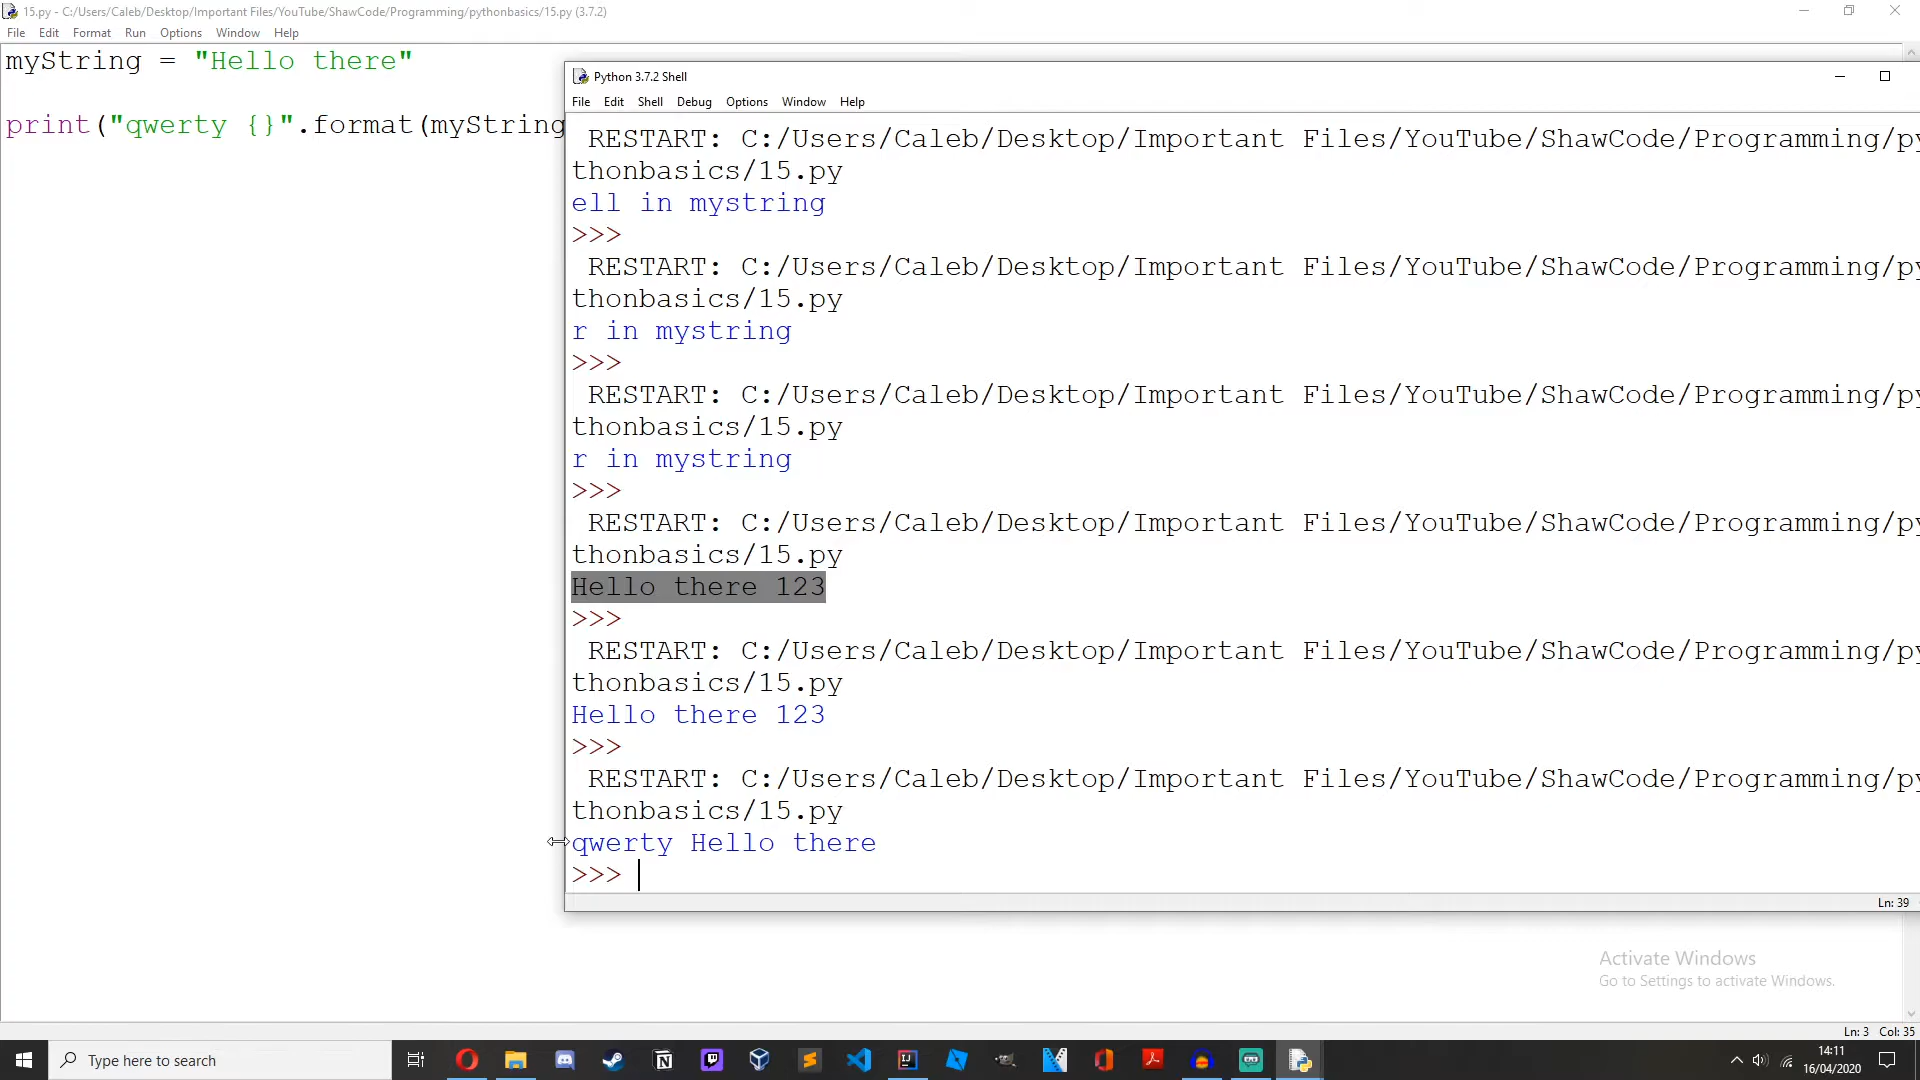 15.py - C:/Users/Caleb/Desktop/Important Files/YouTube/ShawCode/Programming/pythonbasics/15.py (3.7.2)
File Edit Format Run Options Window Help
myString = "Hello there"
print("qwerty {}".format(myString
Python 3.7.2 Shell
File Edit Shell Debug Options Window Help
RESTART: C:/Users/Caleb/Desktop/Important Files/YouTube/ShawCode/Programming/py
thonbasics/15.py
ell in mystring
>>>
RESTART: C:/Users/Caleb/Desktop/Important Files/YouTube/ShawCode/Programming/py
thonbasics/15.py
r in mystring
>>>
RESTART: C:/Users/Caleb/Desktop/Important Files/YouTube/ShawCode/Programming/py
thonbasics/15.py
r in mystring
>>>
RESTART: C:/Users/Caleb/Desktop/Important Files/YouTube/ShawCode/Programming/py
thonbasics/15.py
Hello there 123
>>>
RESTART: C:/Users/Caleb/Desktop/Important Files/YouTube/ShawCode/Programming/py
thonbasics/15.py
Hello there 123
>>>
RESTART: C:/Users/Caleb/Desktop/Important Files/YouTube/ShawCode/Programming/py
thonbasics/15.py
qwerty Hello there
>>>
Ln: 39
Activate Windows
Go to Settings to activate Windows.
Ln: 3 Col: 35
Type here to search
14:11
16/04/2020